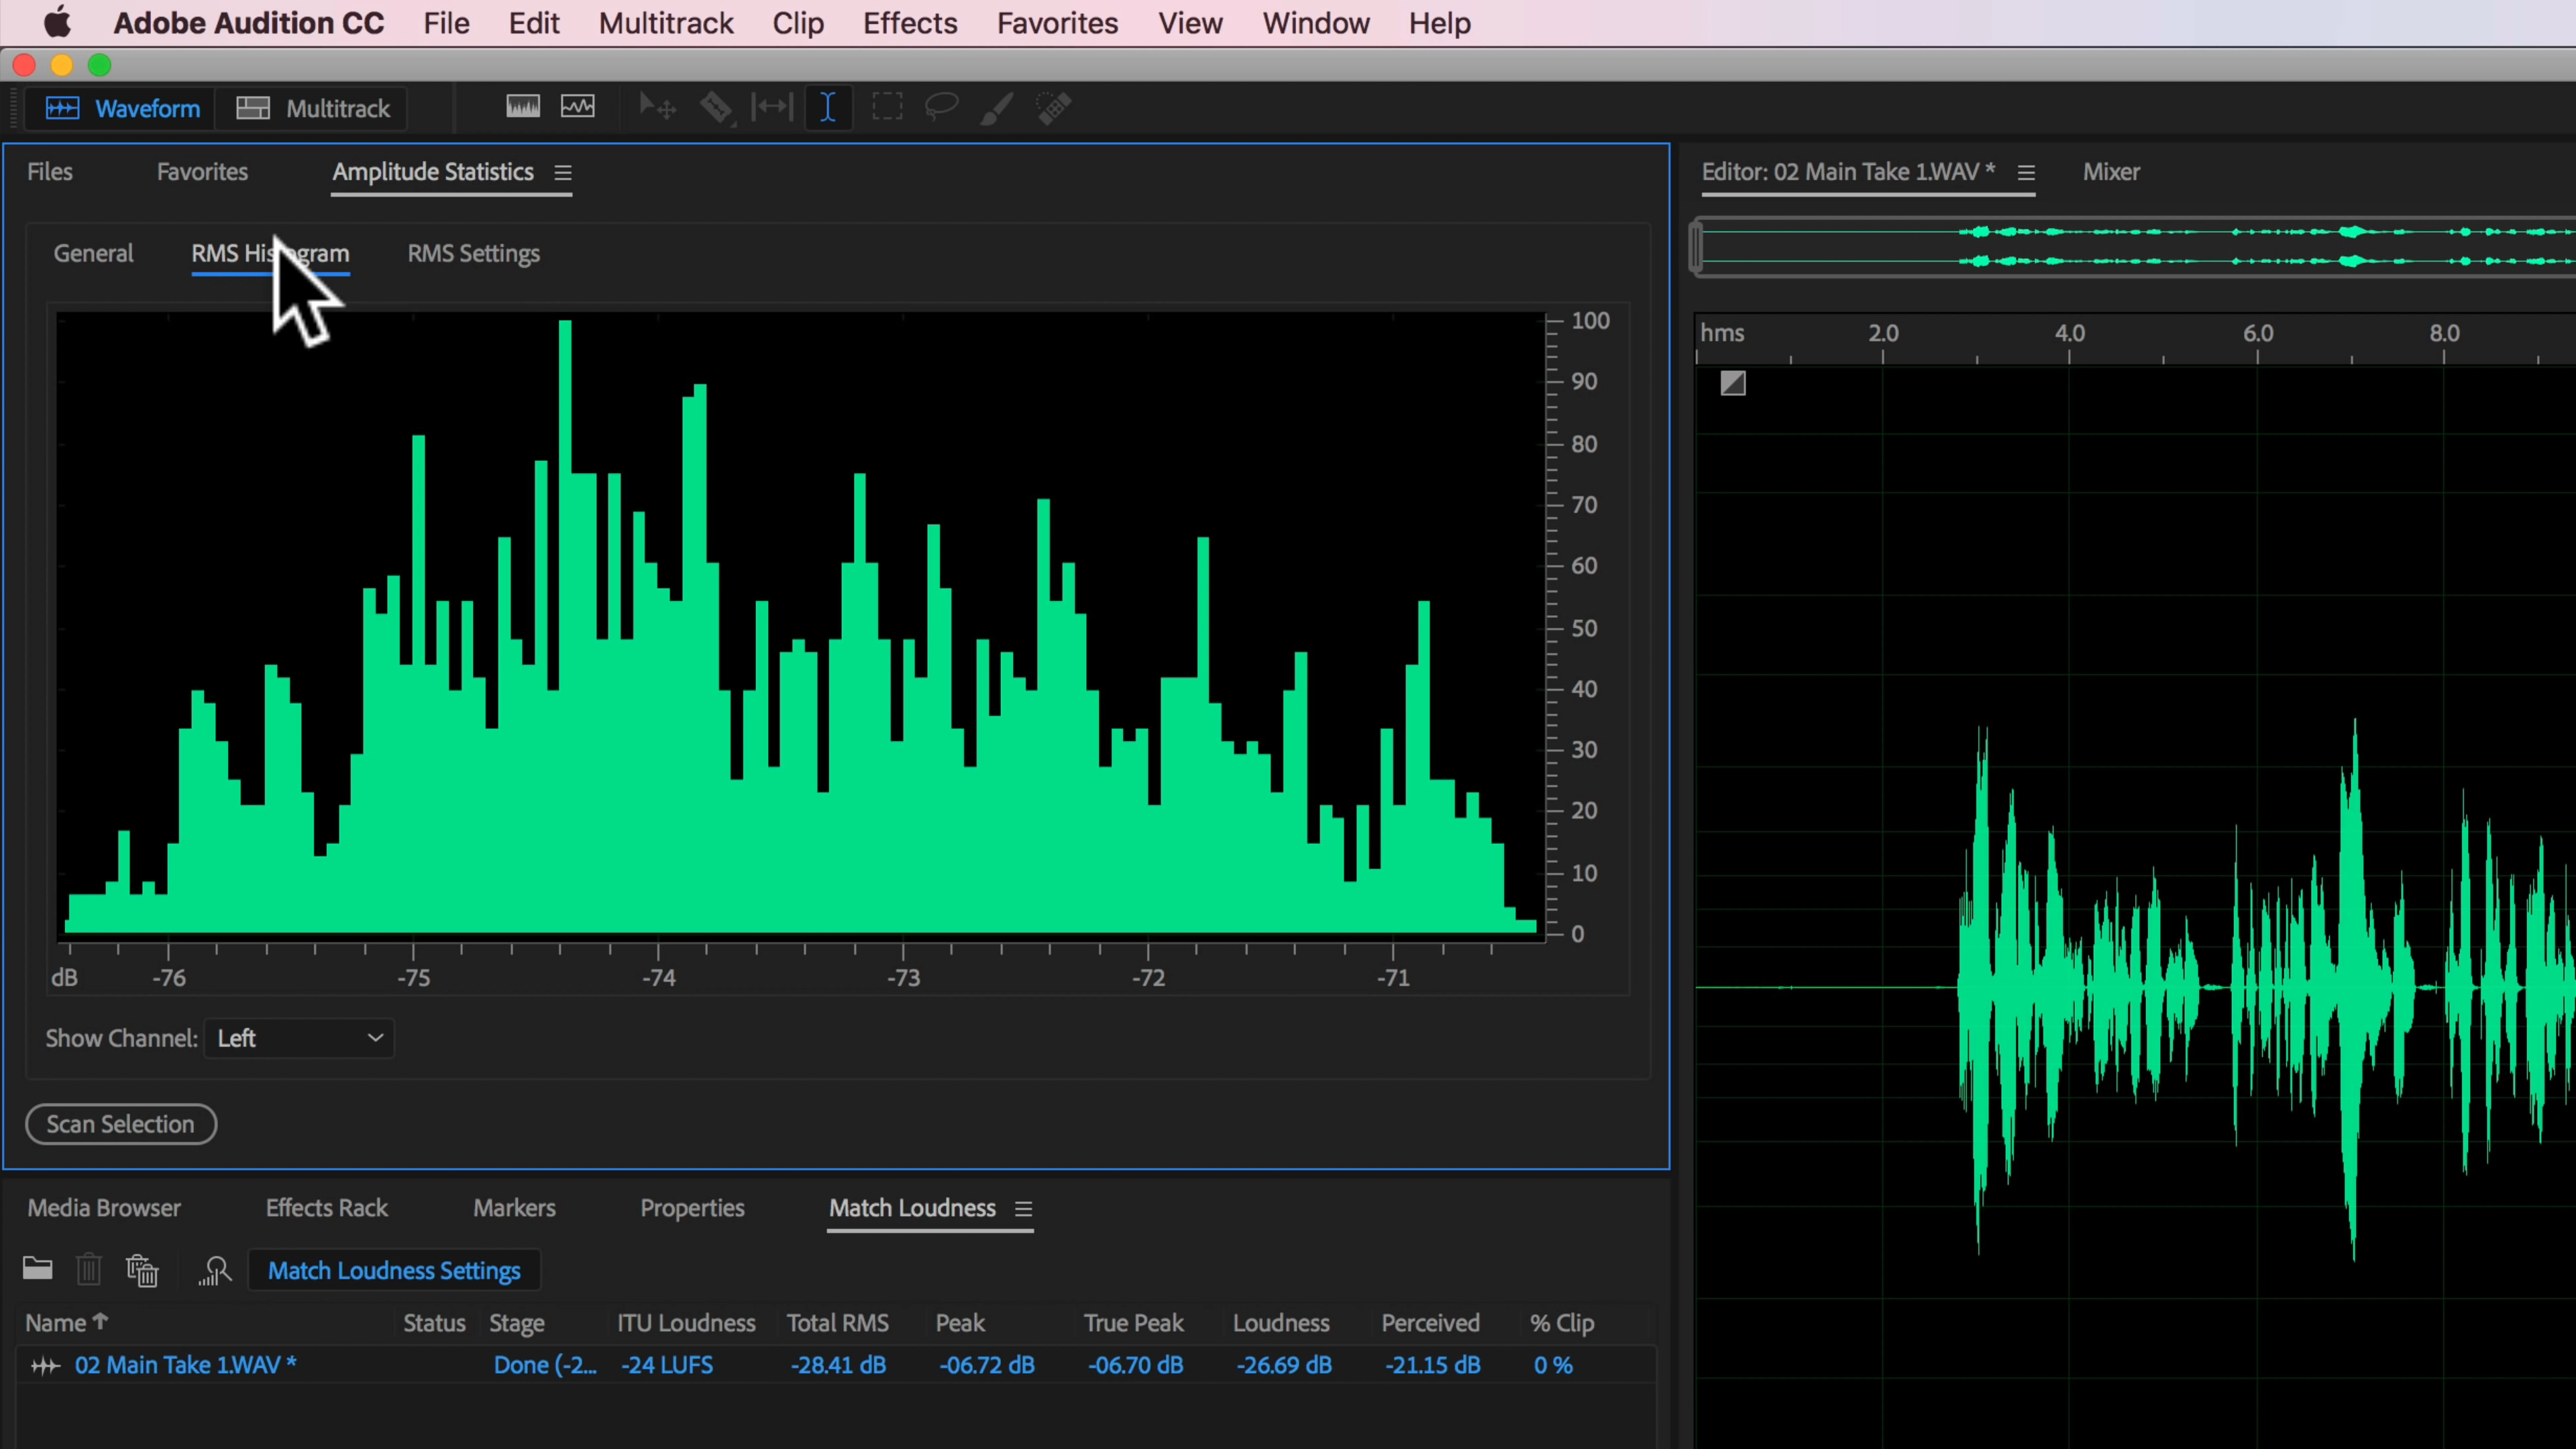 Adobe Audition CC File Edit Multitrack Clip Effects Favorites View Window Help
Waveform Multitrack
Files Favorites Amplitude Statistics
General RMS Histogram RMS Settings
100
90
80
70
60
50
40
30
20
10
0
dB -76 -75 -74 -73 -72 -71
Show Channel: Left
Scan Selection
Editor: 02 Main Take 1.WAV * Mixer
hms 2.0 4.0 6.0 8.0
Media Browser Effects Rack Markers Properties Match Loudness
Match Loudness Settings
Name Status Stage ITU Loudness Total RMS Peak True Peak Loudness Perceived % Clip
02 Main Take 1.WAV * Done (-2... -24 LUFS -28.41 dB -06.72 dB -06.70 dB -26.69 dB -21.15 dB 0 %